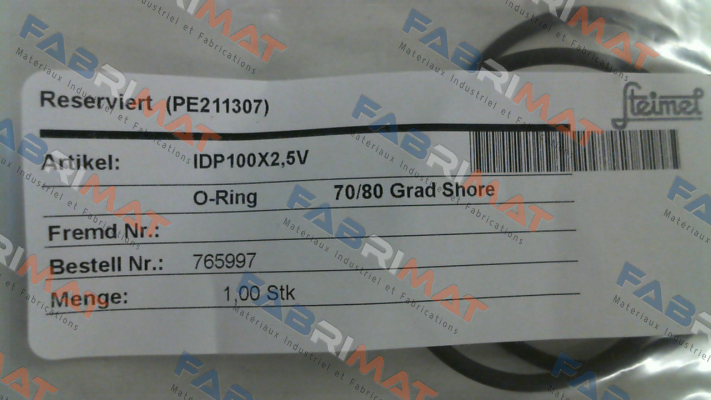 Reserviert (PE211307)
Steimel
Artikel: IDP100X2,5V
O-Ring 70/80 Grad Shore
Fremd Nr.:
Bestell Nr.: 765997
Menge: 1,00 Stk
FABRIMAT
Materiaux Industriel et Fabrications